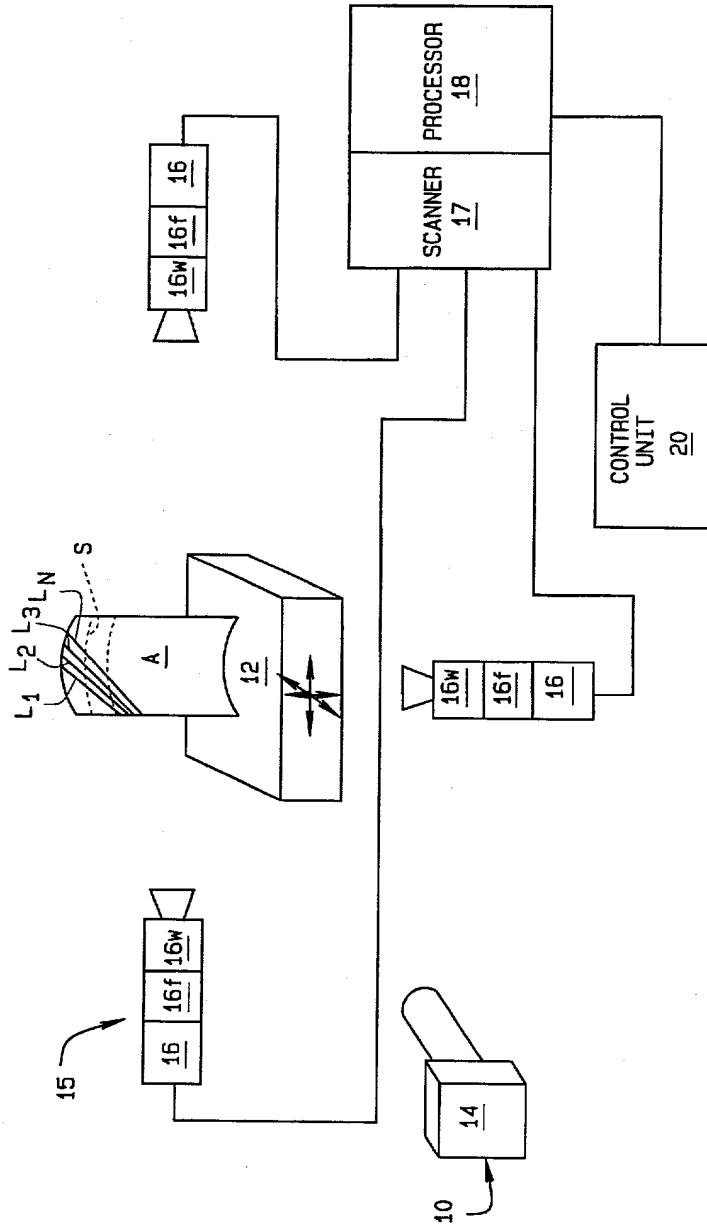 15
16
16f
16w
L1
L2
L3
LN
S
A
12
16w
16f
16
10
14
16w
16f
16
SCANNER
17
PROCESSOR
18
CONTROL
UNIT
20